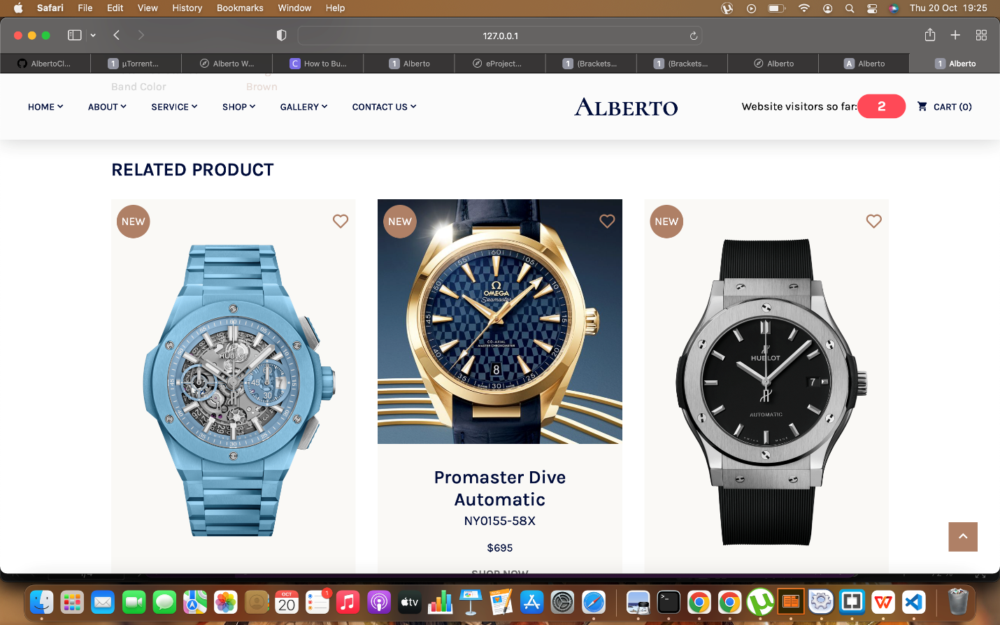 Safari File Edit View History Bookmarks Window Help Thu 20 Oct 19:25
127.0.0.1
AlbertoCl... 1 µTorrent... Alberto W... C How to Bu... 1 Alberto eProject... 1 (Brackets... 1 (Brackets... Alberto A Alberto 1 Alberto
Band Color Brown
HOME ABOUT SERVICE SHOP GALLERY CONTACT US ALBERTO Website visitors so far: 2 CART (0)
RELATED PRODUCT
NEW NEW NEW
OMEGA
Seamaster
CO-AXIAL
MASTER CHRONOMETER
8
HUBLOT
HUBLOT
7
AUTOMATIC
Promaster Dive
Automatic
NY0155-58X
$695
SHOP NOW
OCT
20
1
tv